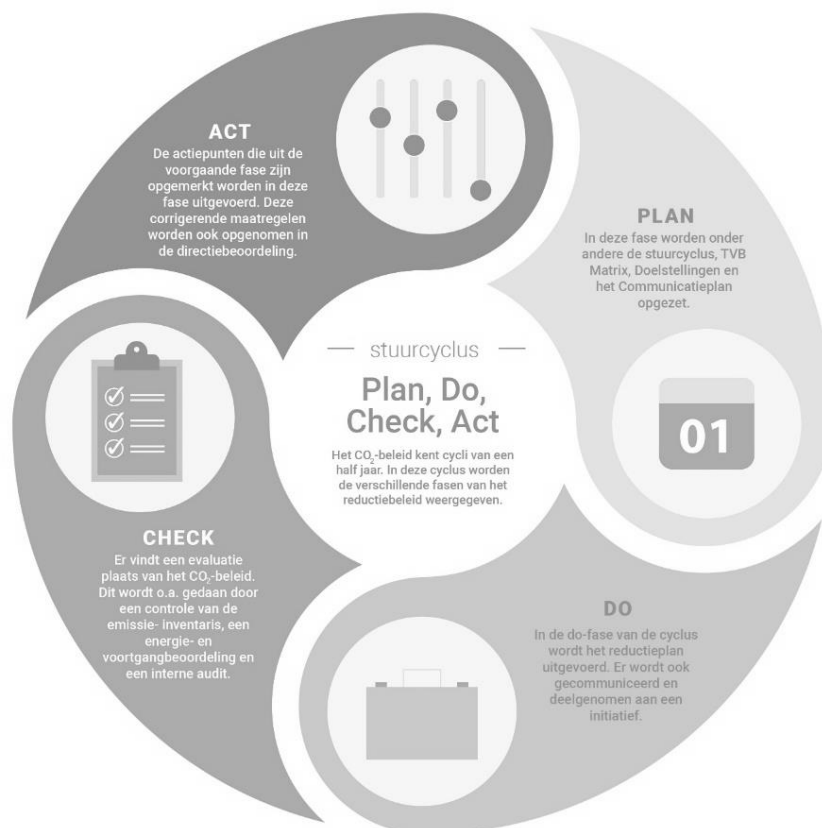 stuurcyclus
Plan, Do,
Check, Act
Het CO₂-beleid kent cycli van een
half jaar. In deze cyclus worden
de verschillende fasen van het
reductiebeleid weergegeven.
PLAN
In deze fase worden onder
andere de stuurcyclus, TVB
Matrix, Doelstellingen en
het Communicatieplan
opgezet.
01
DO
In de do-fase van de cyclus
wordt het reductieplan
uitgevoerd. Er wordt ook
gecommuniceerd en
deelgenomen aan een
initiatief.
CHECK
Er vindt een evaluatie
plaats van het CO₂-beleid.
Dit wordt o.a. gedaan door
een controle van de
emissie- inventaris, een
energie- en
voortgangbeoordeling en
een interne audit.
ACT
De actiepunten die uit de
voorgaande fase zijn
opgemerkt worden in deze
fase uitgevoerd. Deze
corrigerende maatregelen
worden ook opgenomen in
de directiebeoordeling.